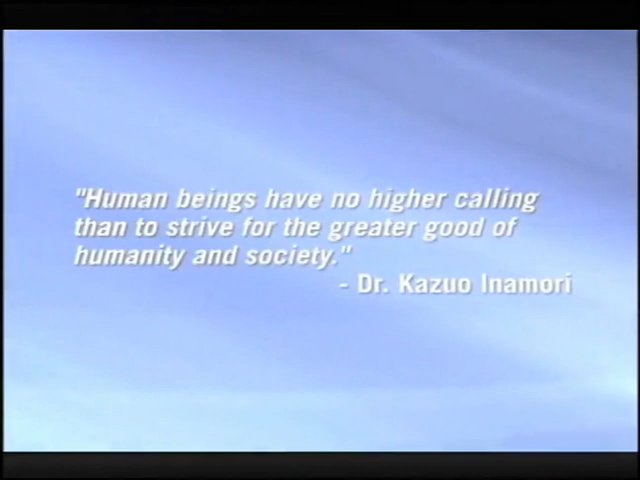 "Human beings have no higher calling
than to strive for the greater good of
humanity and society."
- Dr. Kazuo Inamori